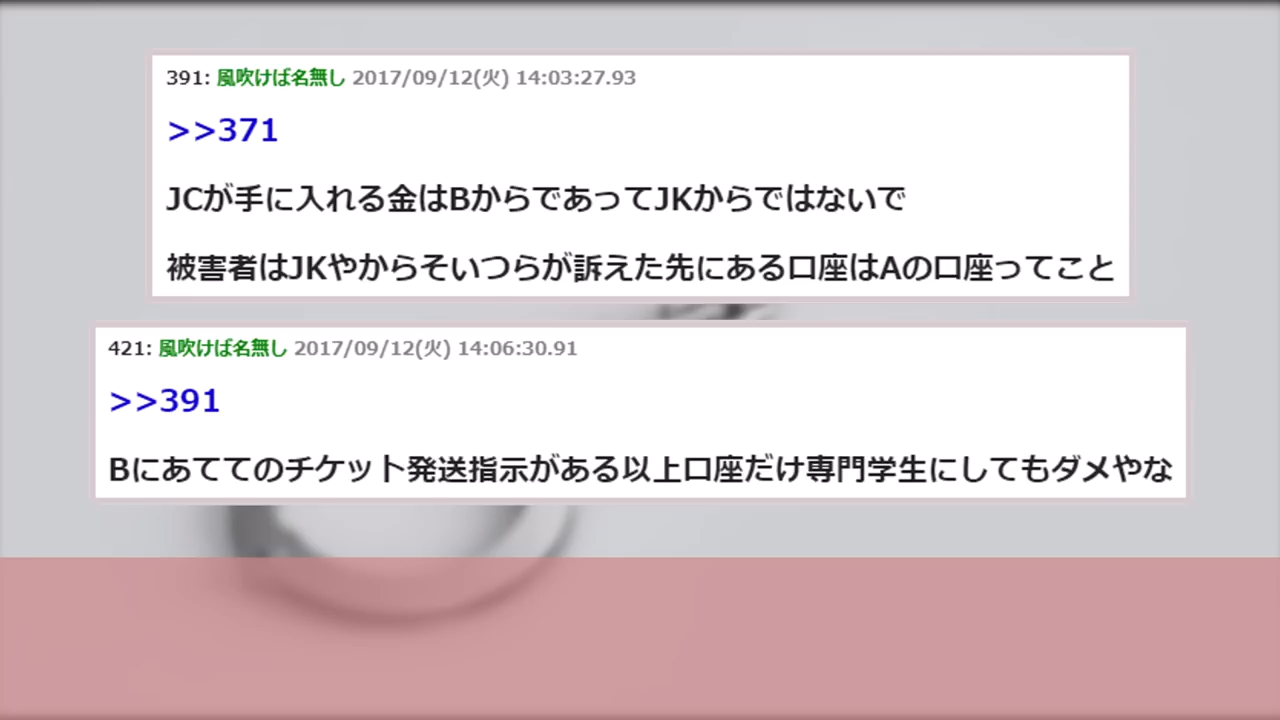 391: 風吹けば名無し 2017/09/12(火) 14:03:27.93
>>371
JCが手に入れる金はBからであってJKからではないで
被害者はJKやからそいつらが訴えた先にある口座はAの口座ってこと
421: 風吹けば名無し 2017/09/12(火) 14:06:30.91
>>391
Bにあててのチケット発送指示がある以上口座だけ専門学生にしてもダメやな